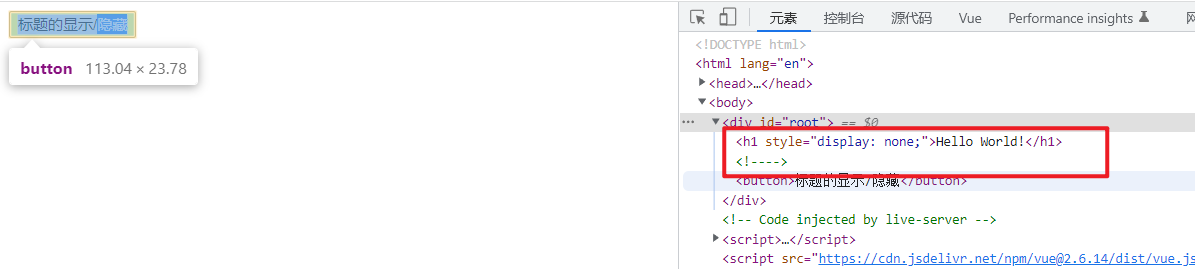 标题的显示/隐藏
button 113.04 × 23.78
元素 控制台 源代码 Vue Performance insights 网
<!DOCTYPE html>
<html lang="en">
<head>…</head>
<body>
<div id="root"> == $0
<h1 style="display: none;">Hello World!</h1>
<!---->
<button>标题的显示/隐藏</button>
</div>
<!-- Code injected by live-server -->
<script>…</script>
<script src="https://cdn.jsdelivr.net/npm/vue@2.6.14/dist/vue.js